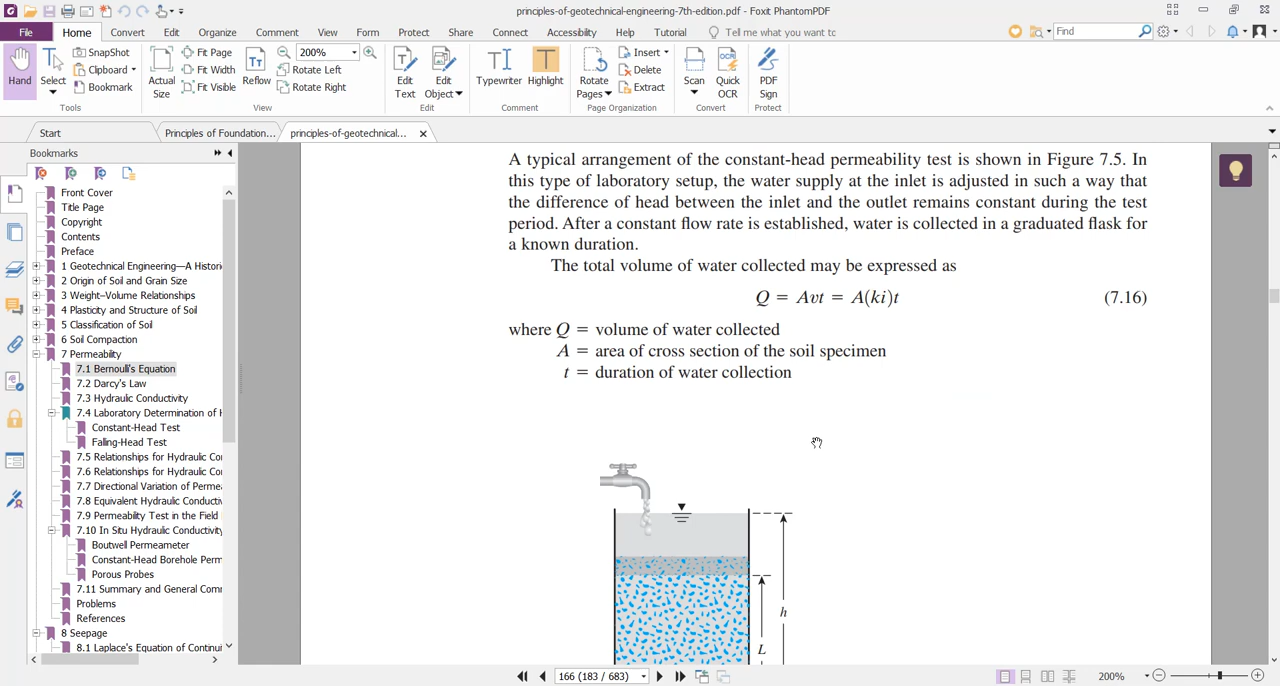 principles-of-geotechnical-engineering-7th-edition.pdf - Foxit PhantomPDF
File Home Convert Edit Organize Comment View Form Protect Share Connect Accessibility Help Tutorial Tell me what you want tc Find
Hand
Select
SnapShot
Clipboard
Bookmark
Tools
Actual Size
Fit Page
Fit Width
Fit Visible
Reflow
200%
Rotate Left
Rotate Right
View
Edit Text
Edit Object
Edit
Typewriter
Highlight
Comment
Rotate Pages
Insert
Delete
Extract
Page Organization
Scan
Quick OCR
Convert
PDF Sign
Protect
Start Principles of Foundation... principles-of-geotechnical...
Bookmarks
Front Cover
Title Page
Copyright
Contents
Preface
1 Geotechnical Engineering—A Histori
2 Origin of Soil and Grain Size
3 Weight–Volume Relationships
4 Plasticity and Structure of Soil
5 Classification of Soil
6 Soil Compaction
7 Permeability
7.1 Bernoulli's Equation
7.2 Darcy's Law
7.3 Hydraulic Conductivity
7.4 Laboratory Determination of H
Constant-Head Test
Falling-Head Test
7.5 Relationships for Hydraulic Co
7.6 Relationships for Hydraulic Co
7.7 Directional Variation of Perme
7.8 Equivalent Hydraulic Conducti
7.9 Permeability Test in the Field
7.10 In Situ Hydraulic Conductivity
Boutwell Permeameter
Constant-Head Borehole Perm
Porous Probes
7.11 Summary and General Comm
Problems
References
8 Seepage
8.1 Laplace's Equation of Continui
A typical arrangement of the constant-head permeability test is shown in Figure 7.5. In
this type of laboratory setup, the water supply at the inlet is adjusted in such a way that
the difference of head between the inlet and the outlet remains constant during the test
period. After a constant flow rate is established, water is collected in a graduated flask for
a known duration.
The total volume of water collected may be expressed as
Q = Avt = A(ki)t (7.16)
where Q = volume of water collected
A = area of cross section of the soil specimen
t = duration of water collection
h
L
166 (183 / 683) 200%